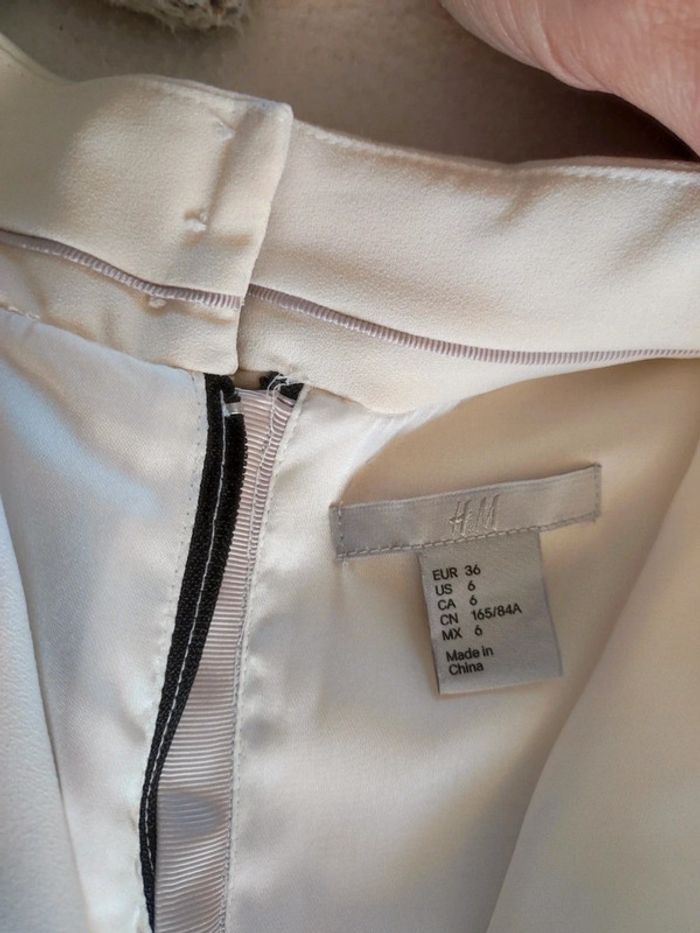 H&M
EUR 36
US 6
CA 6
CN 165/84A
MX 6
Made in
China